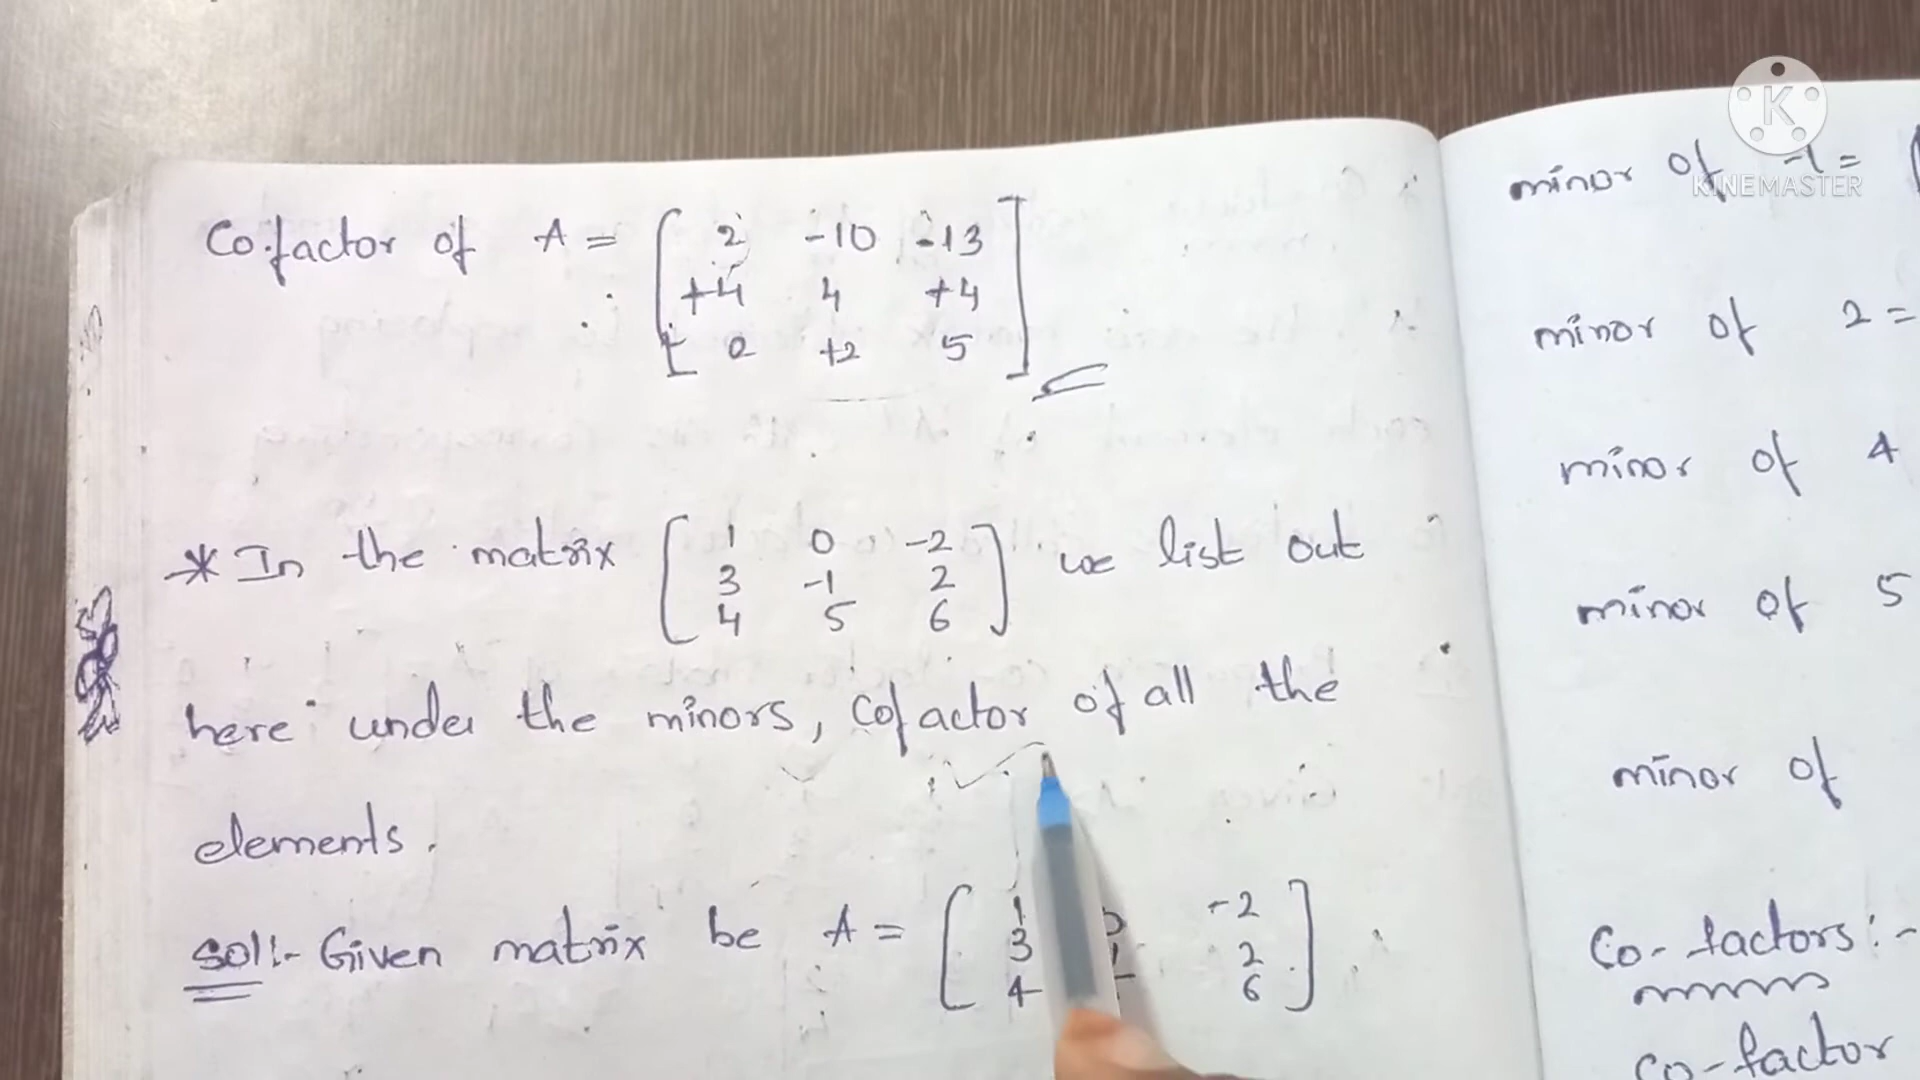 Co.factor of A = [ 2 -10 -13
+4 4 +4
0 +2 5 ]
* In the matrix [ 1 0 -2
3 -1 2
4 5 6 ] we list out
here under the minors, Cofactor of all the
elements.
Sol:- Given matrix be A = [ 1 -2
3 2
4 6 ]
minor of -1 =
minor of 2 =
minor of 4
minor of 5
minor of
Co-factors:-
Co-factor
K
KINEMASTER